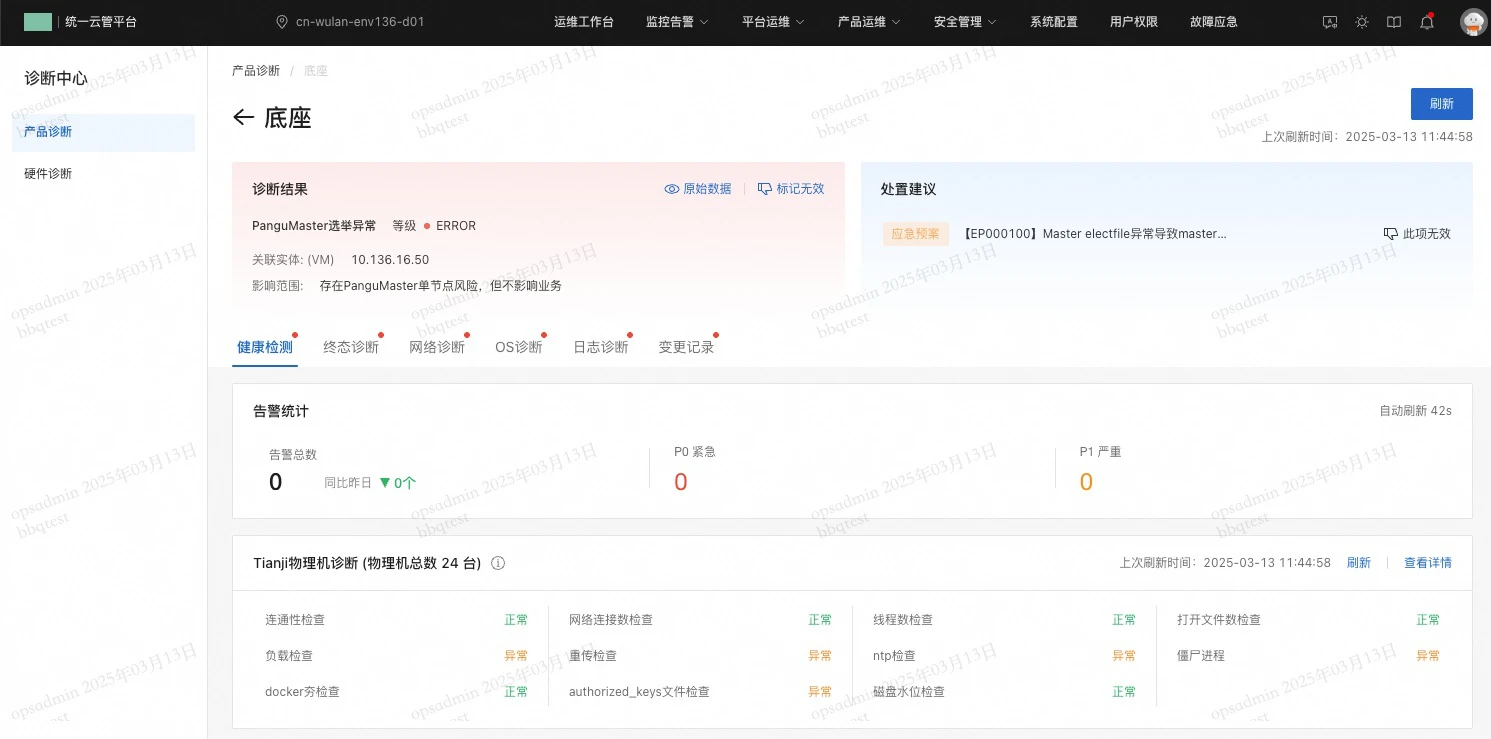 统一云管平台 cn-wulan-env136-d01 运维工作台 监控告警 平台运维 产品运维 安全管理 系统配置 用户权限 故障应急
诊断中心
产品诊断
硬件诊断
产品诊断 / 底座
底座
刷新
上次刷新时间：2025-03-13 11:44:58
诊断结果 原始数据 标记无效
PanguMaster选举异常 等级 ERROR
关联实体: (VM) 10.136.16.50
影响范围: 存在PanguMaster单节点风险，但不影响业务
处置建议
应急预案 【EP000100】Master electfile异常导致master... 此项无效
健康检测 终态诊断 网络诊断 OS诊断 日志诊断 变更记录
告警统计 自动刷新 42s
告警总数 P0 紧急 P1 严重
0 同比昨日 ▼0个 0 0
Tianji物理机诊断 (物理机总数 24 台) 上次刷新时间：2025-03-13 11:44:58 刷新 查看详情
连通性检查 正常 网络连接数检查 正常 线程数检查 正常 打开文件数检查 正常
负载检查 异常 重传检查 异常 ntp检查 异常 僵尸进程 异常
docker夯检查 正常 authorized_keys文件检查 异常 磁盘水位检查 正常
opsadmin 2025年03月13日
bbqtest